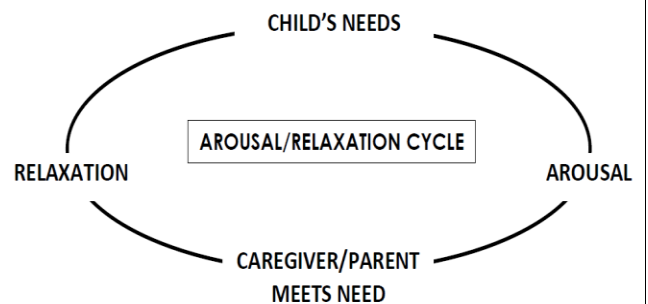 CHILD'S NEEDS
AROUSAL/RELAXATION CYCLE
RELAXATION
AROUSAL
CAREGIVER/PARENT
MEETS NEED